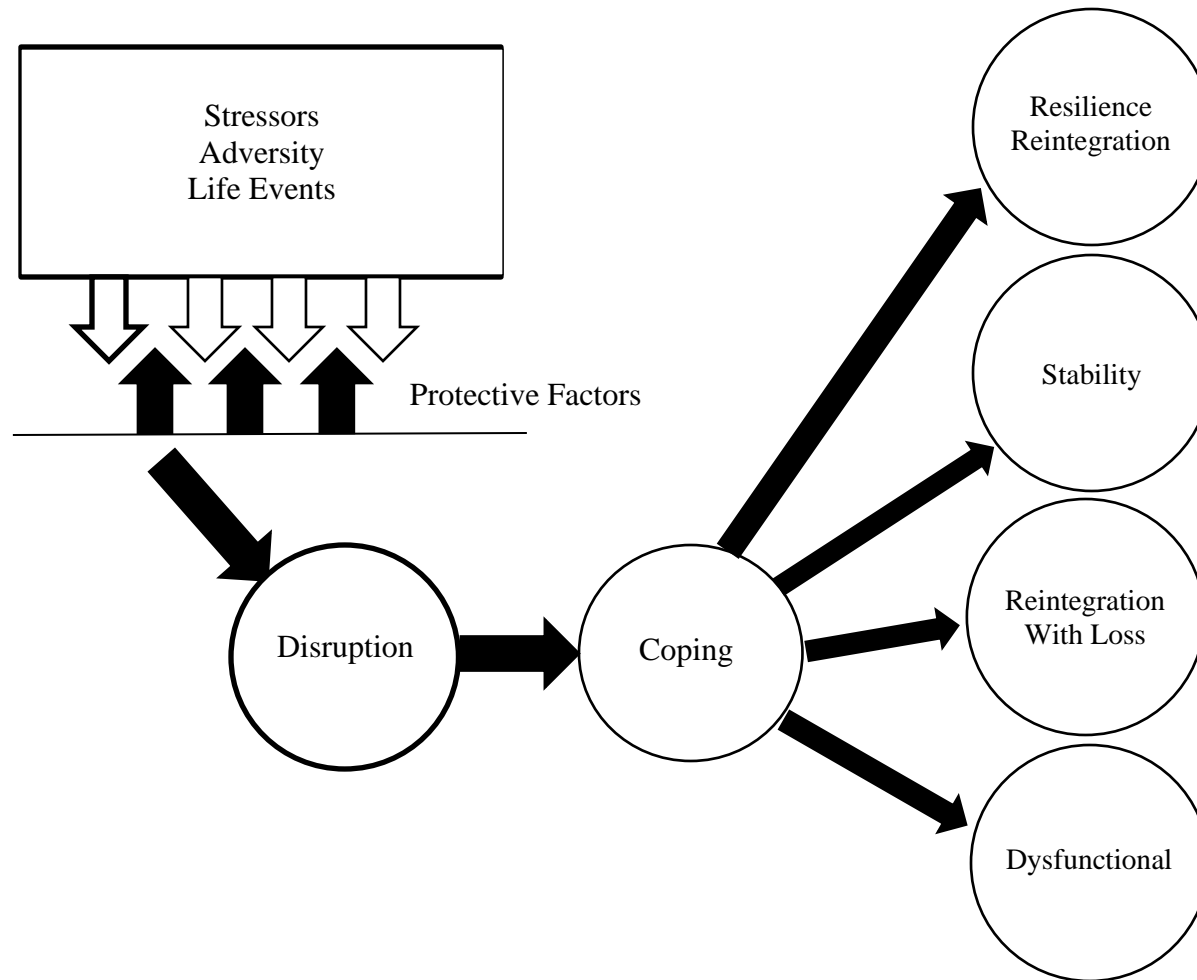 Stressors
Adversity
Life Events
Protective Factors
Disruption
Coping
Resilience
Reintegration
Stability
Reintegration
With Loss
Dysfunctional